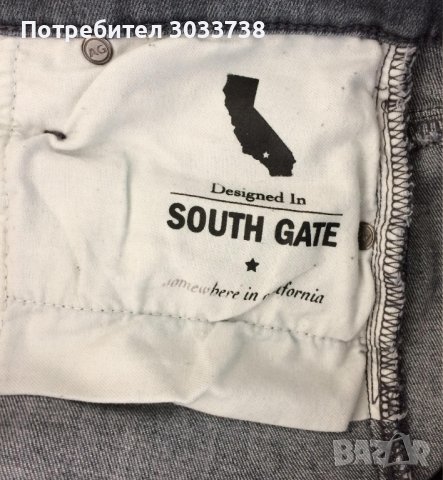 Потребител 3033738
AG
Designed In
SOUTH GATE
somewhere in california
BAZAR